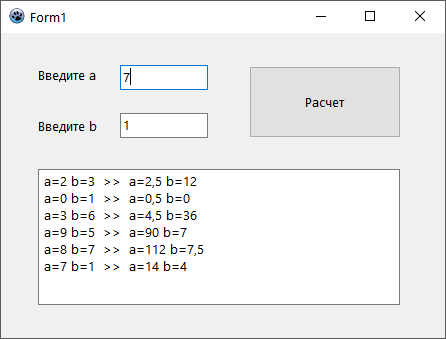 Form1
Введите a
7
Расчет
Введите b
1
a=2 b=3  >>  a=2,5 b=12
a=0 b=1  >>  a=0,5 b=0
a=3 b=6  >>  a=4,5 b=36
a=9 b=5  >>  a=90 b=7
a=8 b=7  >>  a=112 b=7,5
a=7 b=1  >>  a=14 b=4